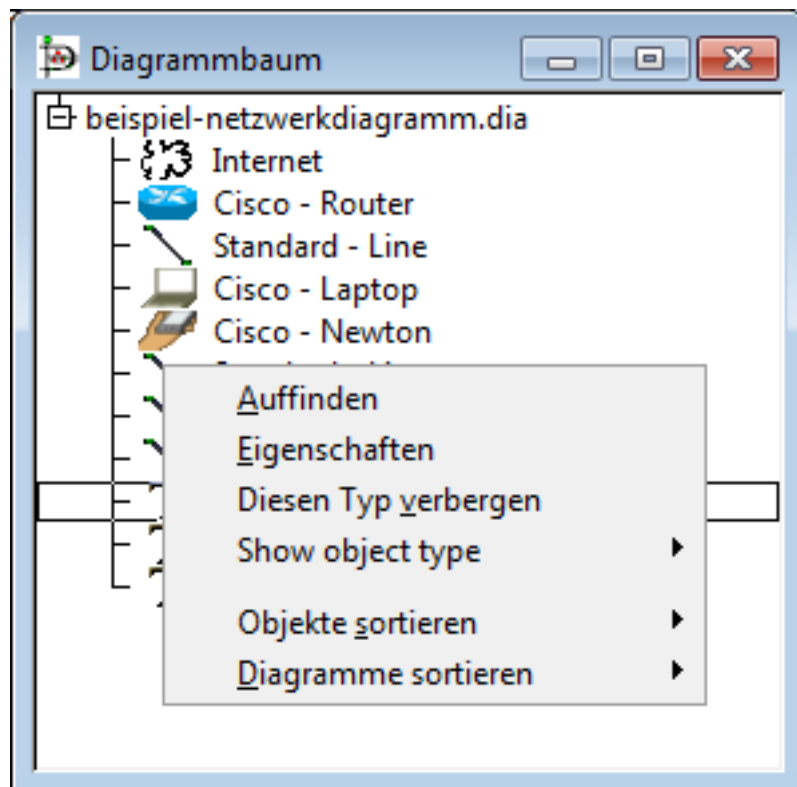 Diagrammbaum
beispiel-netzwerkdiagramm.dia
Internet
Cisco - Router
Standard - Line
Cisco - Laptop
Cisco - Newton
Auffinden
Eigenschaften
Diesen Typ verbergen
Show object type
Objekte sortieren
Diagramme sortieren